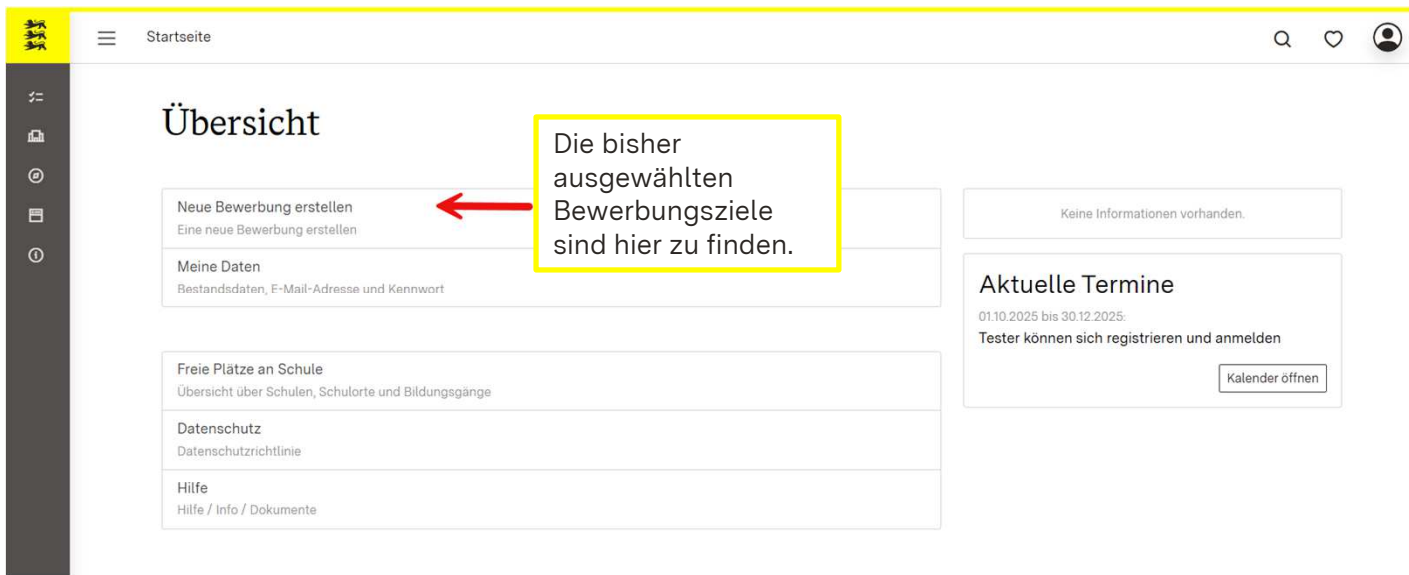 Startseite
Übersicht
Die bisher
ausgewählten
Bewerbungsziele
sind hier zu finden.
Neue Bewerbung erstellen
Eine neue Bewerbung erstellen
Meine Daten
Bestandsdaten, E-Mail-Adresse und Kennwort
Freie Plätze an Schule
Übersicht über Schulen, Schulorte und Bildungsgänge
Datenschutz
Datenschutzrichtlinie
Hilfe
Hilfe / Info / Dokumente
Keine Informationen vorhanden.
Aktuelle Termine
01.10.2025 bis 30.12.2025:
Tester können sich registrieren und anmelden
Kalender öffnen